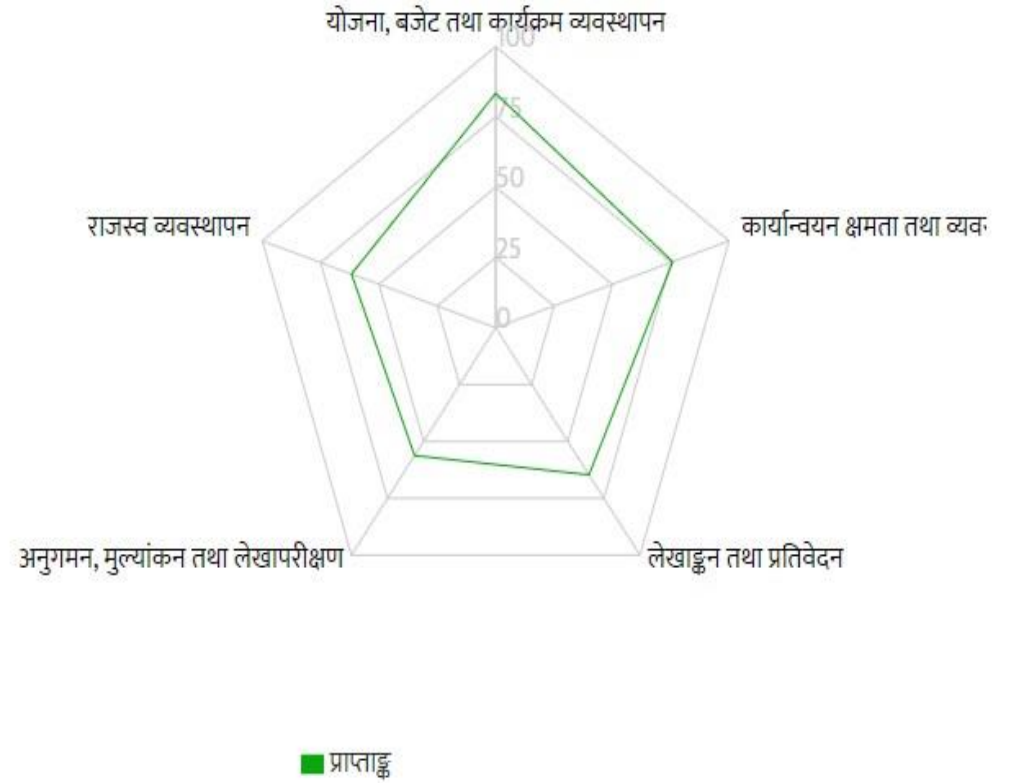 योजना, बजेट तथा कार्यक्रम व्यवस्थापन
100
75
50
25
0
राजस्व व्यवस्थापन
कार्यान्वयन क्षमता तथा
अनुगमन, मुल्यांकन तथा लेखापरीक्षण
लेखाङ्कन तथा प्रतिवेदन
प्राप्ताङ्क